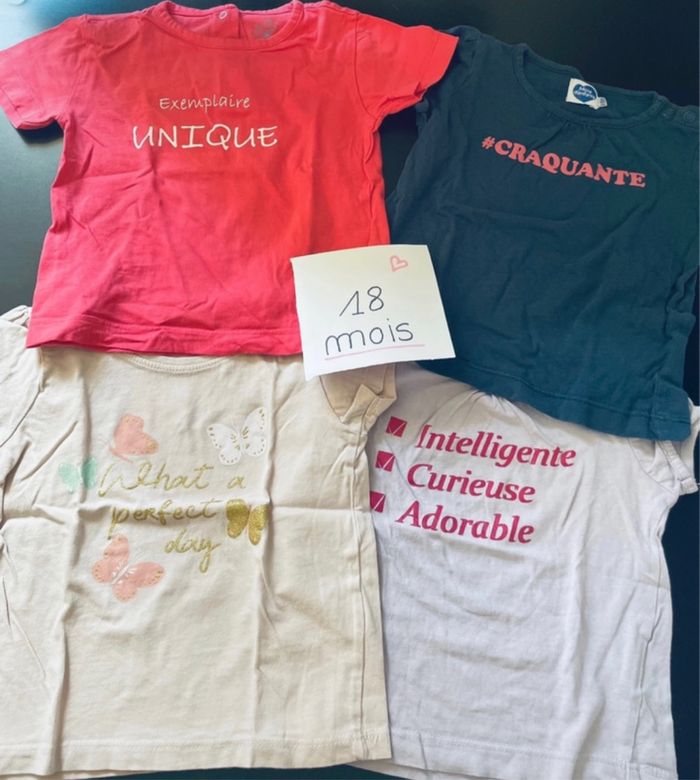 Exemplaire
UNIQUE
#CRAQUANTE
18
mois
What a
perfect
day
Intelligente
Curieuse
Adorable